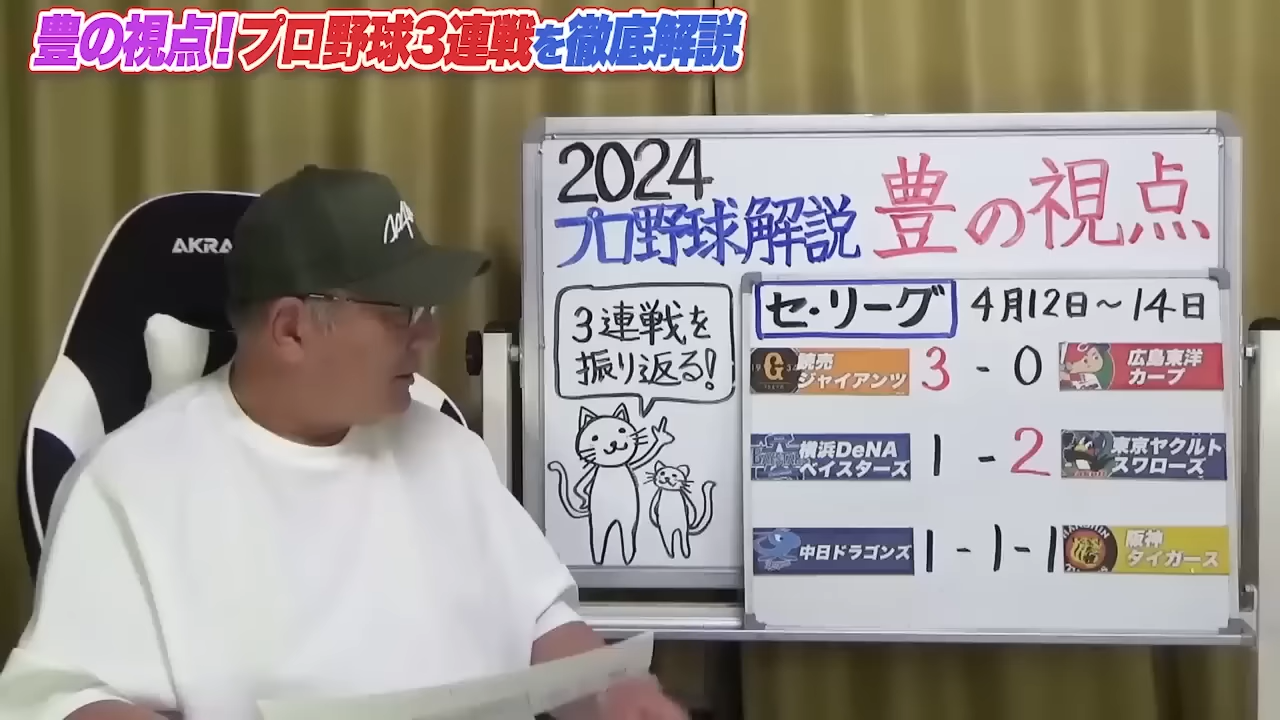 豊の視点！プロ野球３連戦を徹底解説
2024
プロ野球解説
豊の視点
3連戦を
振り返る!
セ・リーグ 4月12日～14日
読売
ジャイアンツ
3 - 0
広島東洋
カープ
横浜DeNA
ベイスターズ
1 - 2
東京ヤクルト
スワローズ
中日ドラゴンズ
1 - 1 - 1
阪神
タイガース
AKRA